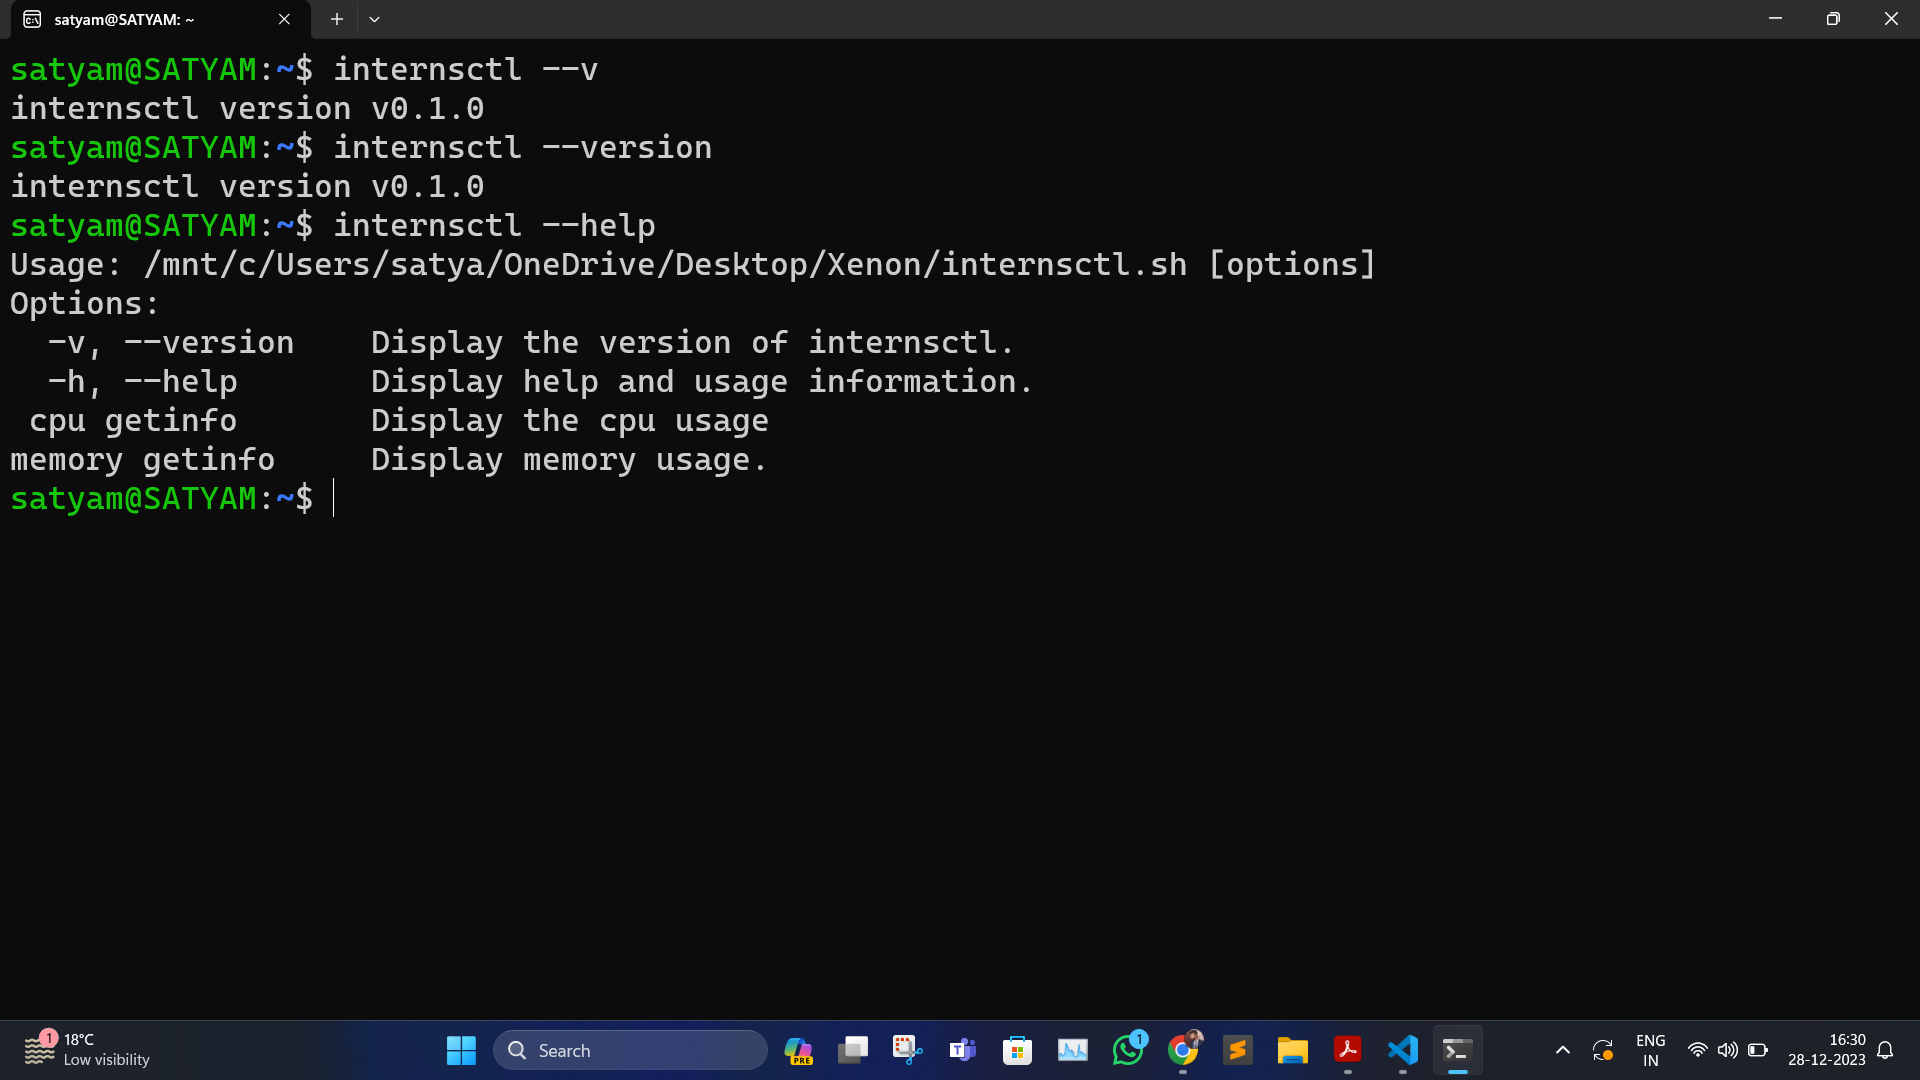 satyam@SATYAM: ~
satyam@SATYAM:~$ internsctl --v
internsctl version v0.1.0
satyam@SATYAM:~$ internsctl --version
internsctl version v0.1.0
satyam@SATYAM:~$ internsctl --help
Usage: /mnt/c/Users/satya/OneDrive/Desktop/Xenon/internsctl.sh [options]
Options:
  -v, --version    Display the version of internsctl.
  -h, --help       Display help and usage information.
 cpu getinfo       Display the cpu usage
memory getinfo     Display memory usage.
satyam@SATYAM:~$
1
18°C
Low visibility
Search
PRE
1
ENG
IN
16:30
28-12-2023